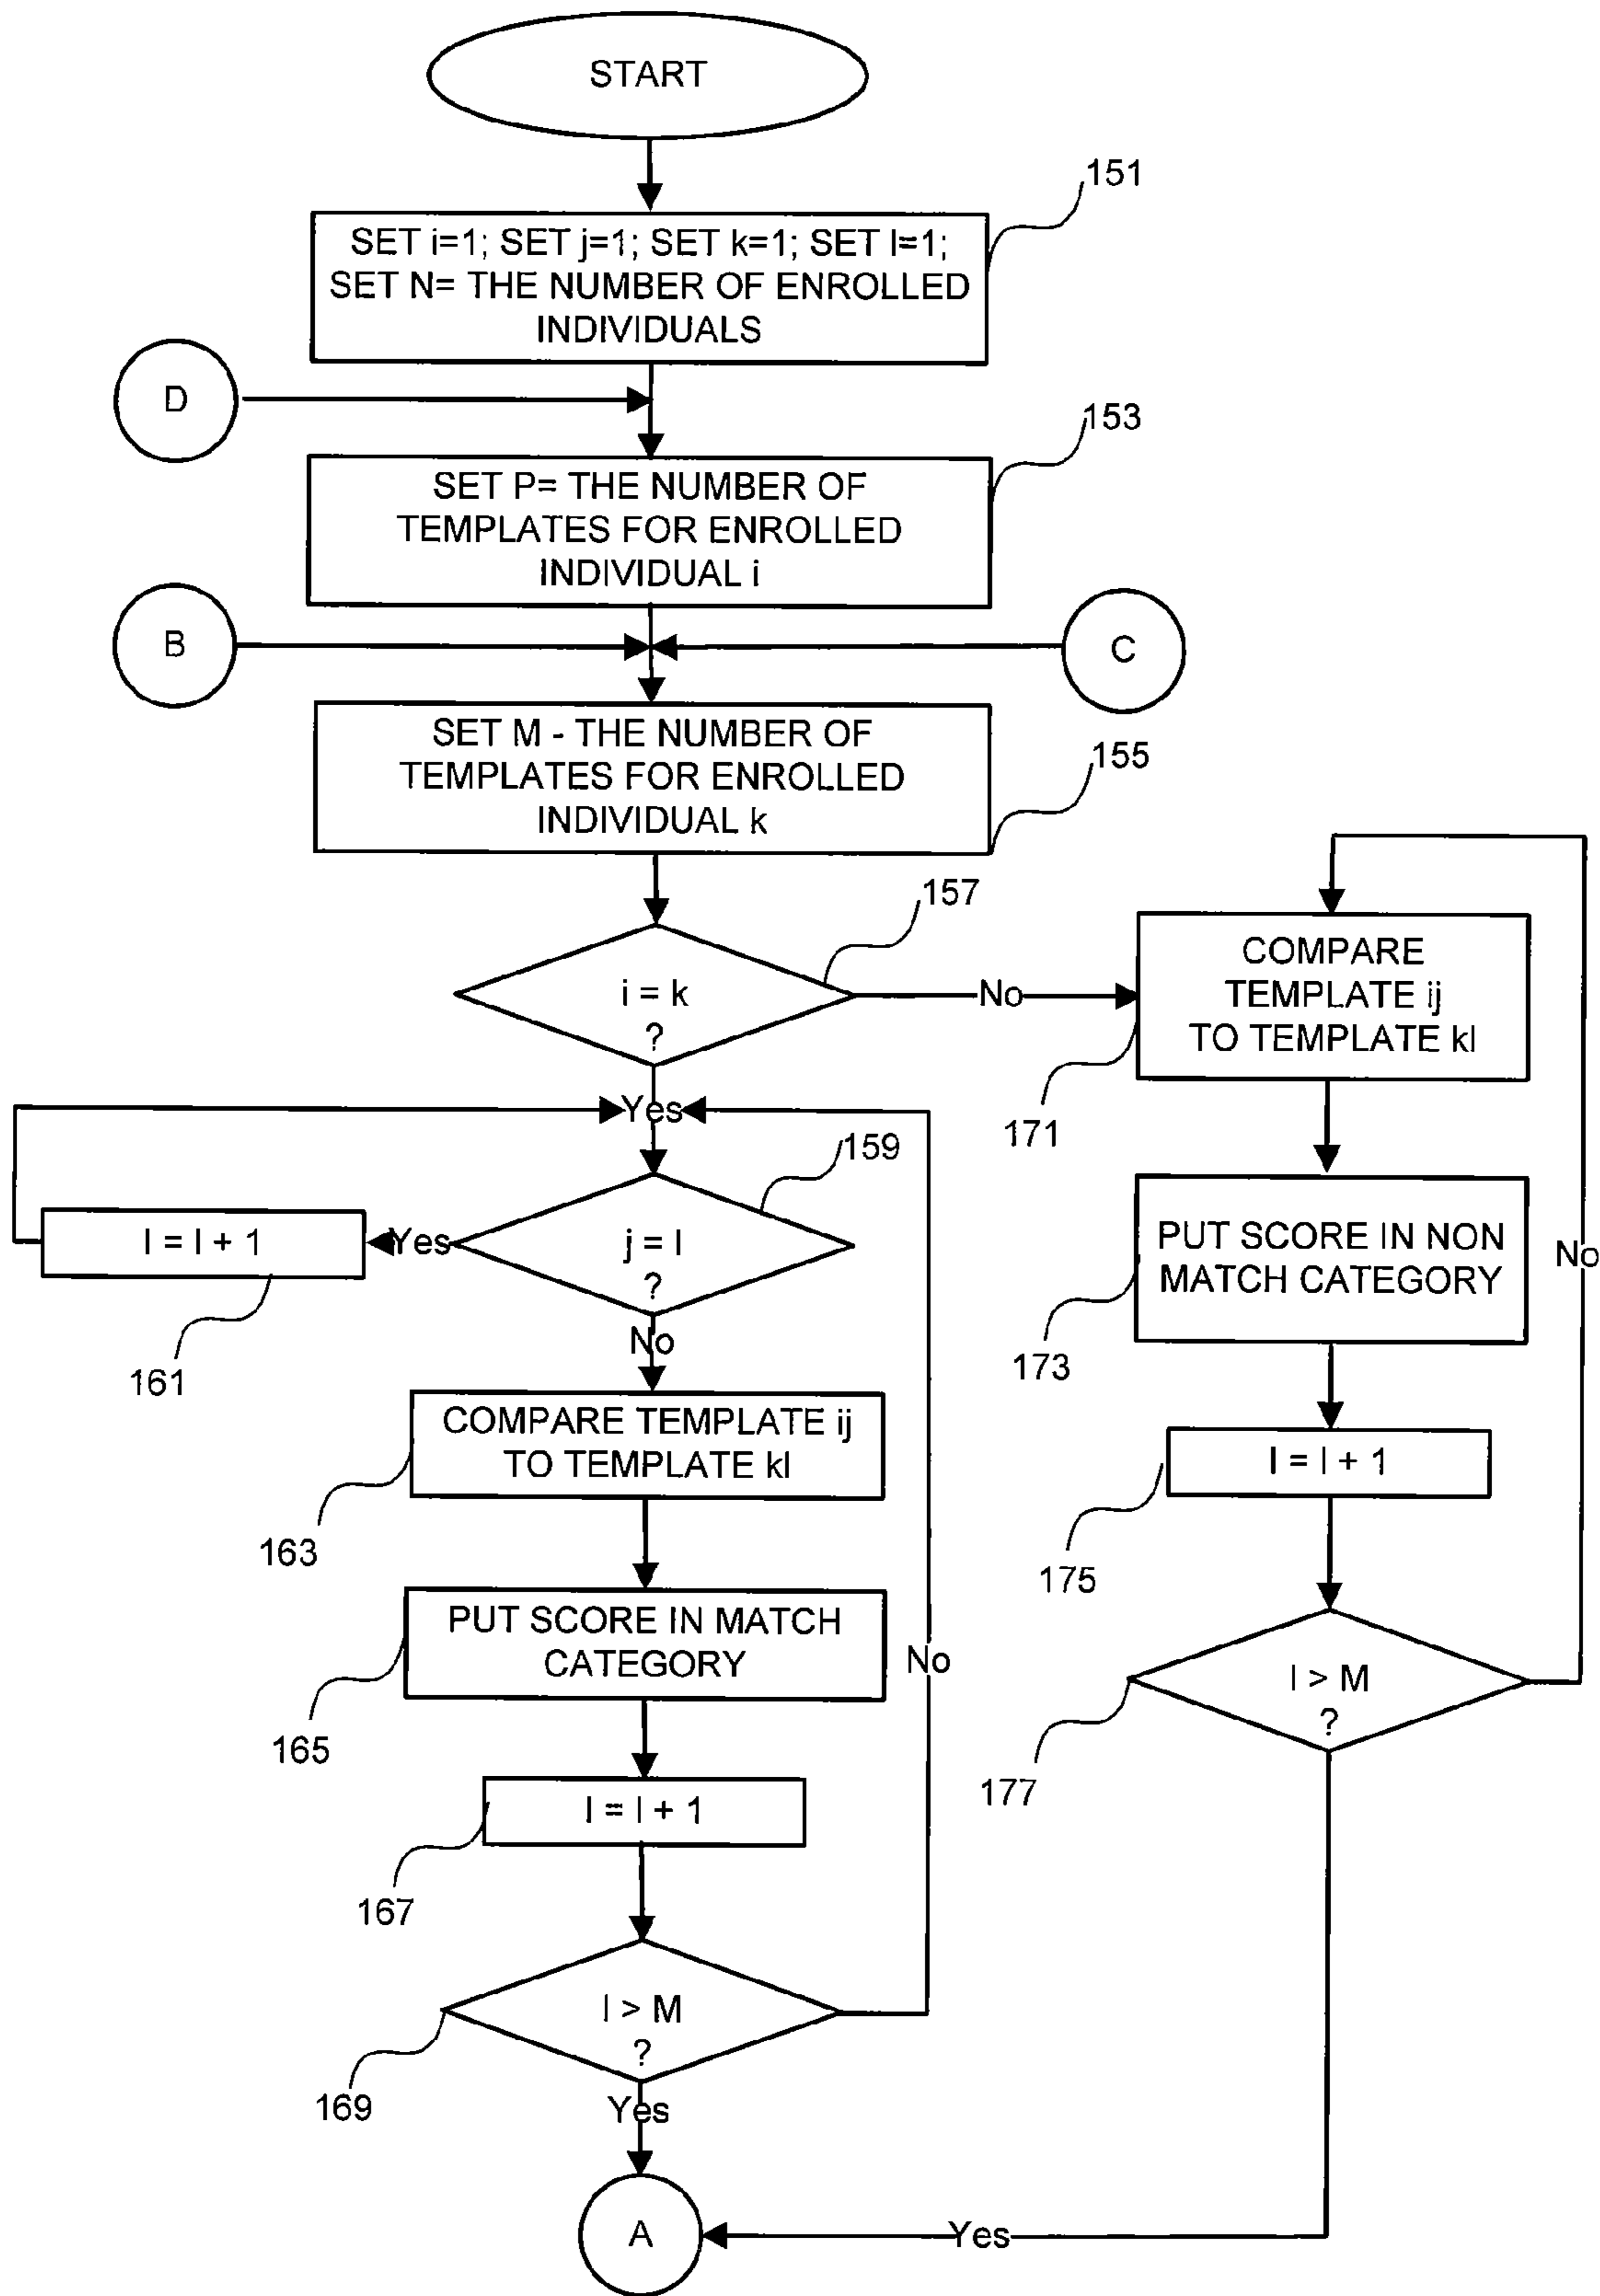 START
151
SET i=1; SET j=1; SET k=1; SET l=1;
SET N= THE NUMBER OF ENROLLED
INDIVIDUALS
D
153
SET P= THE NUMBER OF
TEMPLATES FOR ENROLLED
INDIVIDUAL i
B
C
SET M - THE NUMBER OF
TEMPLATES FOR ENROLLED
INDIVIDUAL k
155
157
i = k
?
No
COMPARE
TEMPLATE ij
TO TEMPLATE kl
171
Yes
159
j = l
?
Yes
l = l + 1
161
No
PUT SCORE IN NON
MATCH CATEGORY
No
173
COMPARE TEMPLATE ij
TO TEMPLATE kl
163
l = l + 1
175
PUT SCORE IN MATCH
CATEGORY
No
165
l > M
?
177
l = l + 1
167
l > M
?
169
Yes
A
Yes